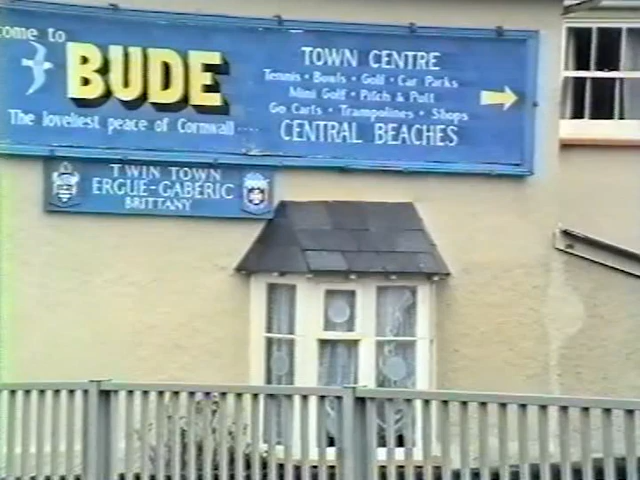 come to
BUDE
The loveliest peace of Cornwall ....
TOWN CENTRE
Tennis • Bowls • Golf • Car Parks
Mini Golf • Pitch & Putt
Go Carts • Trampolines • Shops
CENTRAL BEACHES
TWIN TOWN
ERGUE-GABERIC
BRITTANY